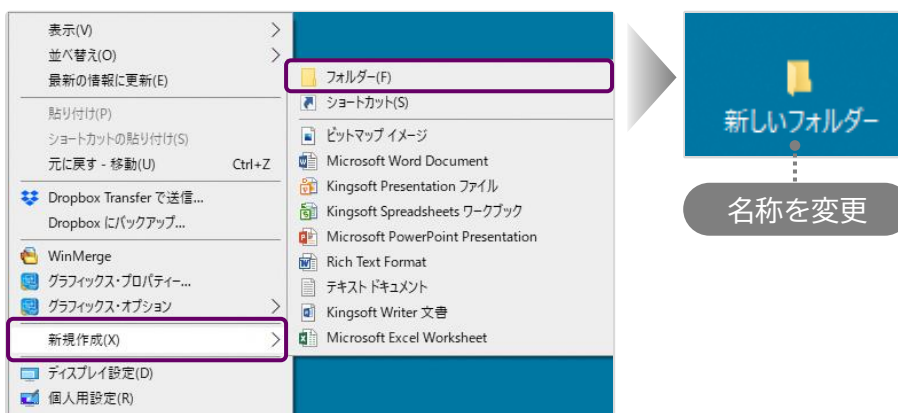 表示(V)
並べ替え(O)
最新の情報に更新(E)
貼り付け(P)
ショートカットの貼り付け(S)
元に戻す - 移動(U) Ctrl+Z
Dropbox Transfer で送信...
Dropbox にバックアップ...
WinMerge
グラフィックス・プロパティー...
グラフィックス・オプション
新規作成(X)
ディスプレイ設定(D)
個人用設定(R)
フォルダー(F)
ショートカット(S)
ビットマップ イメージ
Microsoft Word Document
Kingsoft Presentation ファイル
Kingsoft Spreadsheets ワークブック
Microsoft PowerPoint Presentation
Rich Text Format
テキスト ドキュメント
Kingsoft Writer 文書
Microsoft Excel Worksheet
新しいフォルダー
名称を変更